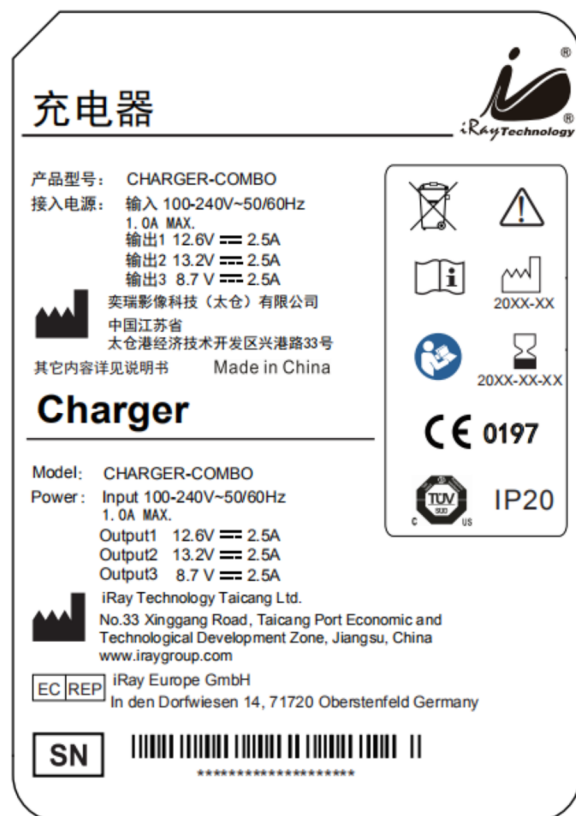 充电器
iRayTechnology
®
®
产品型号： CHARGER-COMBO
接入电源： 输入 100-240V~50/60Hz
1.0A MAX.
输出1 12.6V ⎓ 2.5A
输出2 13.2V ⎓ 2.5A
输出3 8.7 V ⎓ 2.5A
奕瑞影像科技（太仓）有限公司
中国江苏省
太仓港经济技术开发区兴港路33号
其它内容详见说明书 Made in China
i
20XX-XX
20XX-XX-XX
CE 0197
TÜV
SÜD
C US
IP20
Charger
Model: CHARGER-COMBO
Power: Input 100-240V~50/60Hz
1.0A MAX.
Output1 12.6V ⎓ 2.5A
Output2 13.2V ⎓ 2.5A
Output3 8.7 V ⎓ 2.5A
iRay Technology Taicang Ltd.
No.33 Xinggang Road, Taicang Port Economic and
Technological Development Zone, Jiangsu, China
www.iraygroup.com
EC REP iRay Europe GmbH
In den Dorfwiesen 14, 71720 Oberstenfeld Germany
SN
********************